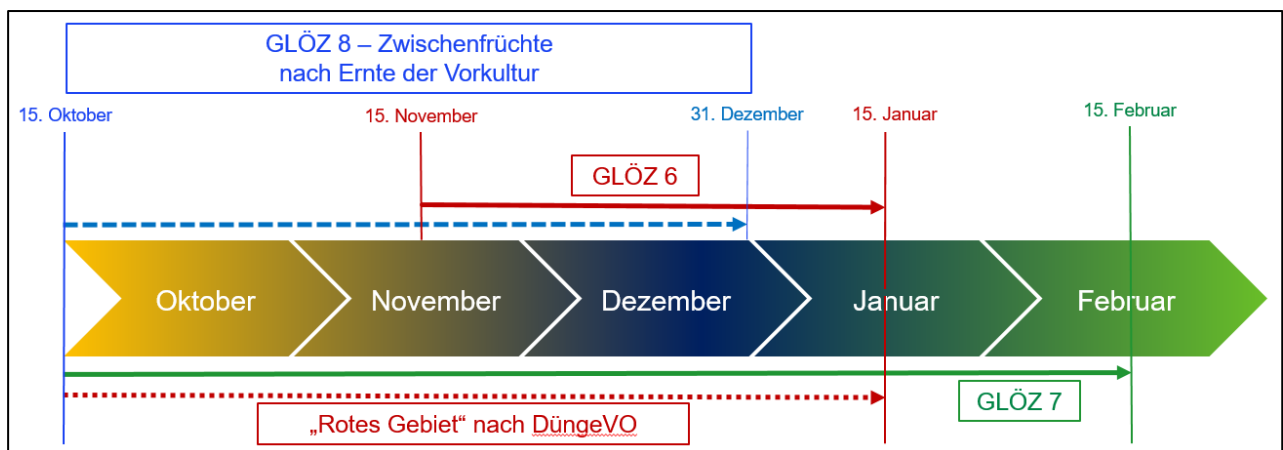 GLÖZ 8 – Zwischenfrüchte
nach Ernte der Vorkultur
15. Oktober
15. November
31. Dezember
15. Januar
15. Februar
GLÖZ 6
Oktober
November
Dezember
Januar
Februar
GLÖZ 7
„Rotes Gebiet“ nach DüngeVO